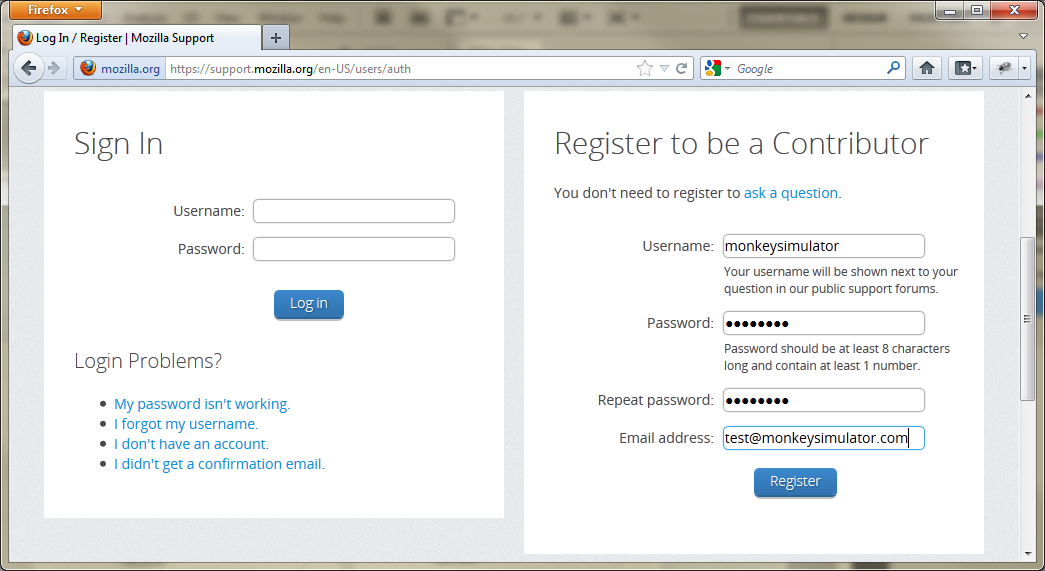 Firefox
Log In / Register | Mozilla Support
mozilla.org
https://support.mozilla.org/en-US/users/auth
Google
Sign In
Username:
Password:
Log in
Login Problems?
My password isn't working.
I forgot my username.
I don't have an account.
I didn't get a confirmation email.
Register to be a Contributor
You don't need to register to ask a question.
Username: monkeysimulator
Your username will be shown next to your
question in our public support forums.
Password: ●●●●●●●●
Password should be at least 8 characters
long and contain at least 1 number.
Repeat password: ●●●●●●●●
Email address: test@monkeysimulator.com
Register